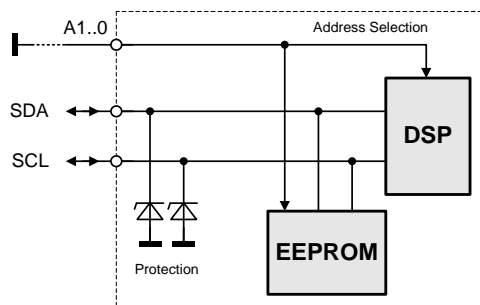 A1..0
Address Selection
SDA
DSP
SCL
EEPROM
Protection